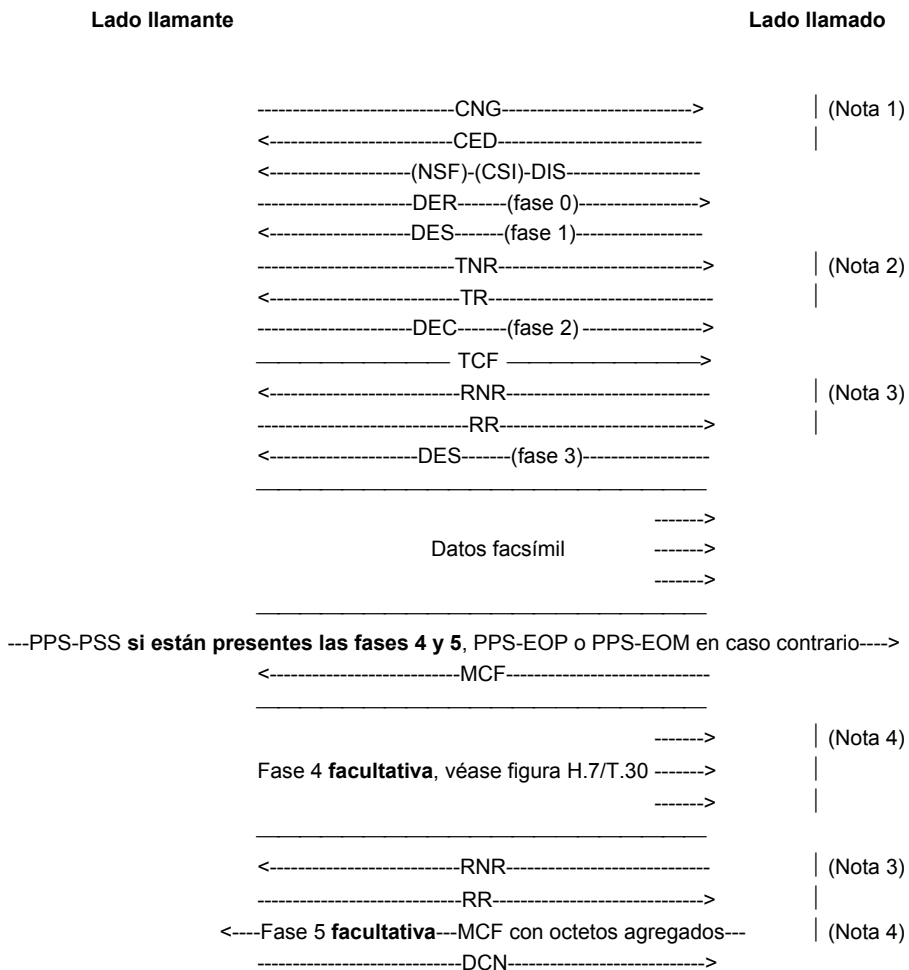 Lado llamante Lado llamado
----------------------------CNG---------------------------> | (Nota 1)
<--------------------------CED----------------------------- |
<--------------------(NSF)-(CSI)-DIS-------------------
----------------------DER-------(fase 0)----------------->
<--------------------DES-------(fase 1)------------------
----------------------------TNR-----------------------------> | (Nota 2)
<---------------------------TR-------------------------------- |
----------------------DEC-------(fase 2) ----------------->
—————————— TCF ——————————>
<---------------------------RNR----------------------------- | (Nota 3)
------------------------------RR-----------------------------> |
<---------------------DES-------(fase 3)------------------
------->
Datos facsímil ------->
------->
---PPS-PSS si están presentes las fases 4 y 5, PPS-EOP o PPS-EOM en caso contrario---->
<---------------------------MCF-----------------------------
-------> | (Nota 4)
Fase 4 facultativa, véase figura H.7/T.30 -------> |
-------> |
<---------------------------RNR----------------------------- | (Nota 3)
-----------------------------RR------------------------------> |
<----Fase 5 facultativa---MCF con octetos agregados--- | (Nota 4)
-----------------------------DCN---------------------------->